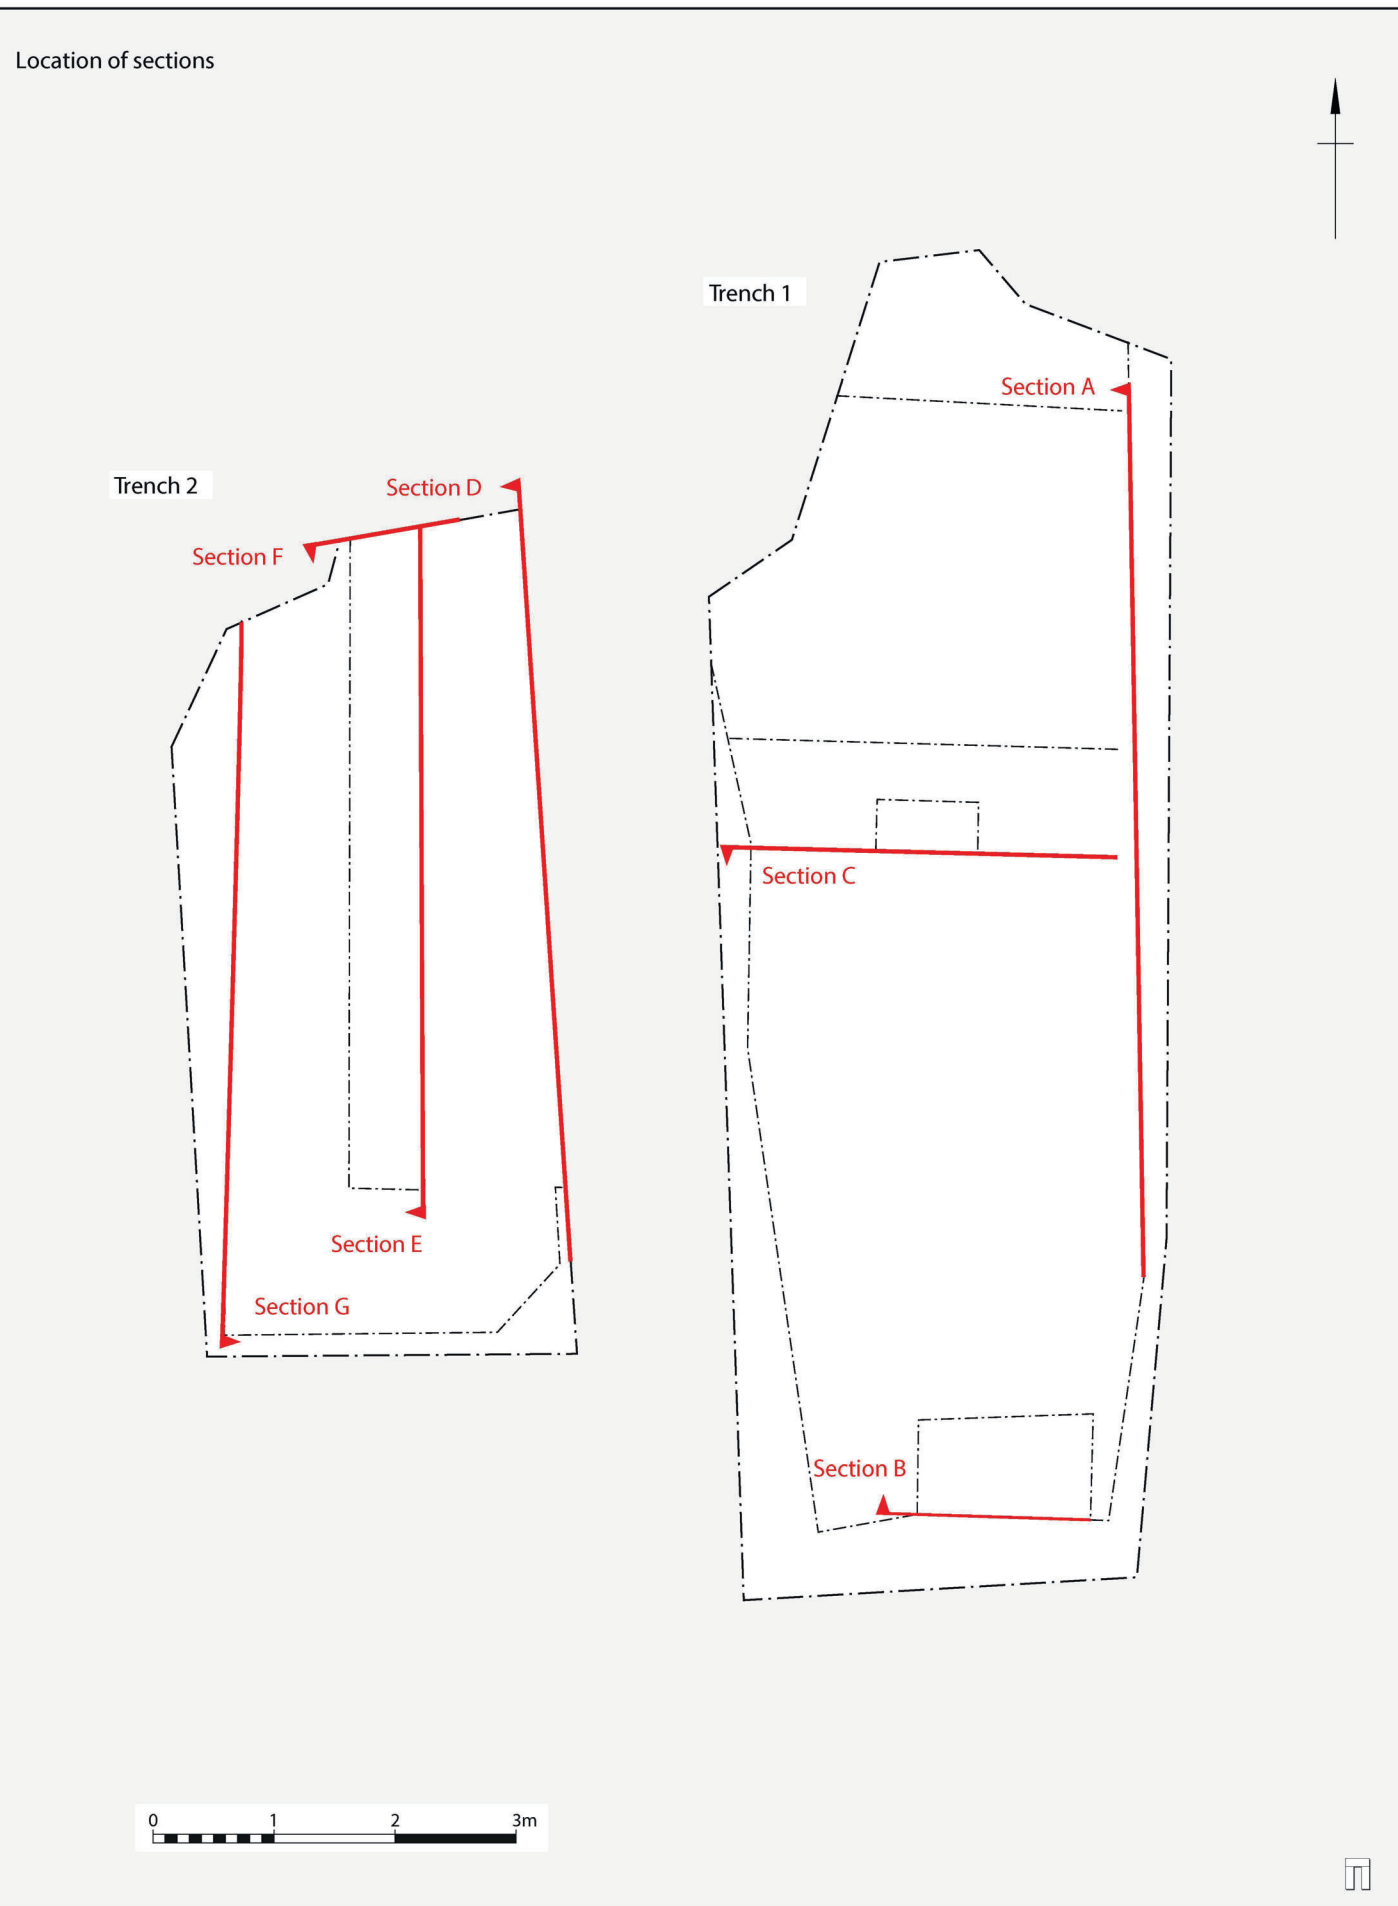 Location of sections
Trench 1
Section A
Trench 2
Section D
Section F
Section C
Section E
Section G
Section B
0 1 2 3m